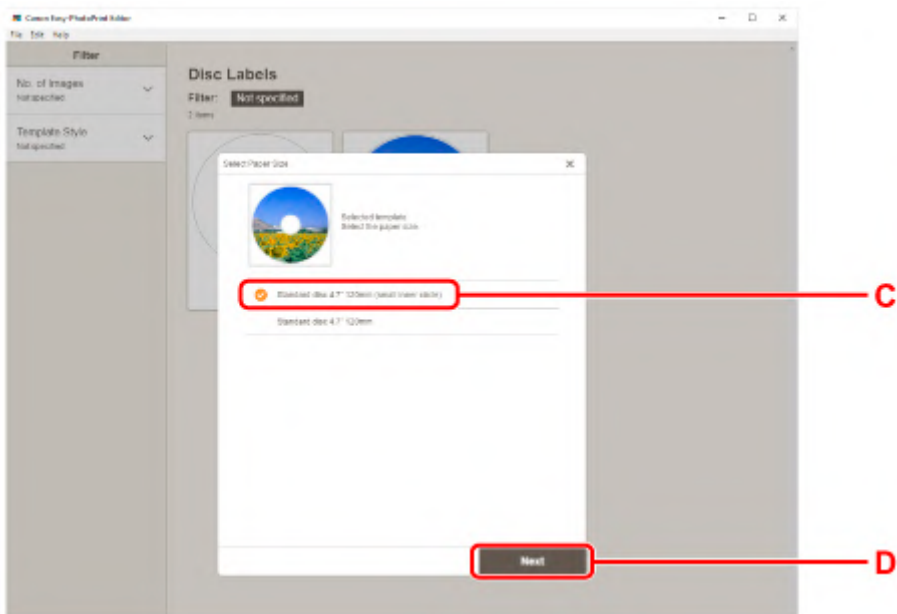 Canon Easy-PhotoPrint Editor
File Edit Help
Filter
No. of Images
Not specified
Template Style
Not specified
Disc Labels
Filter: Not specified
2 items
Select Paper Size
Selected template
Select the paper size.
Standard disc 4.7" 120mm (small inner circle)
Standard disc 4.7" 120mm
Next
C
D